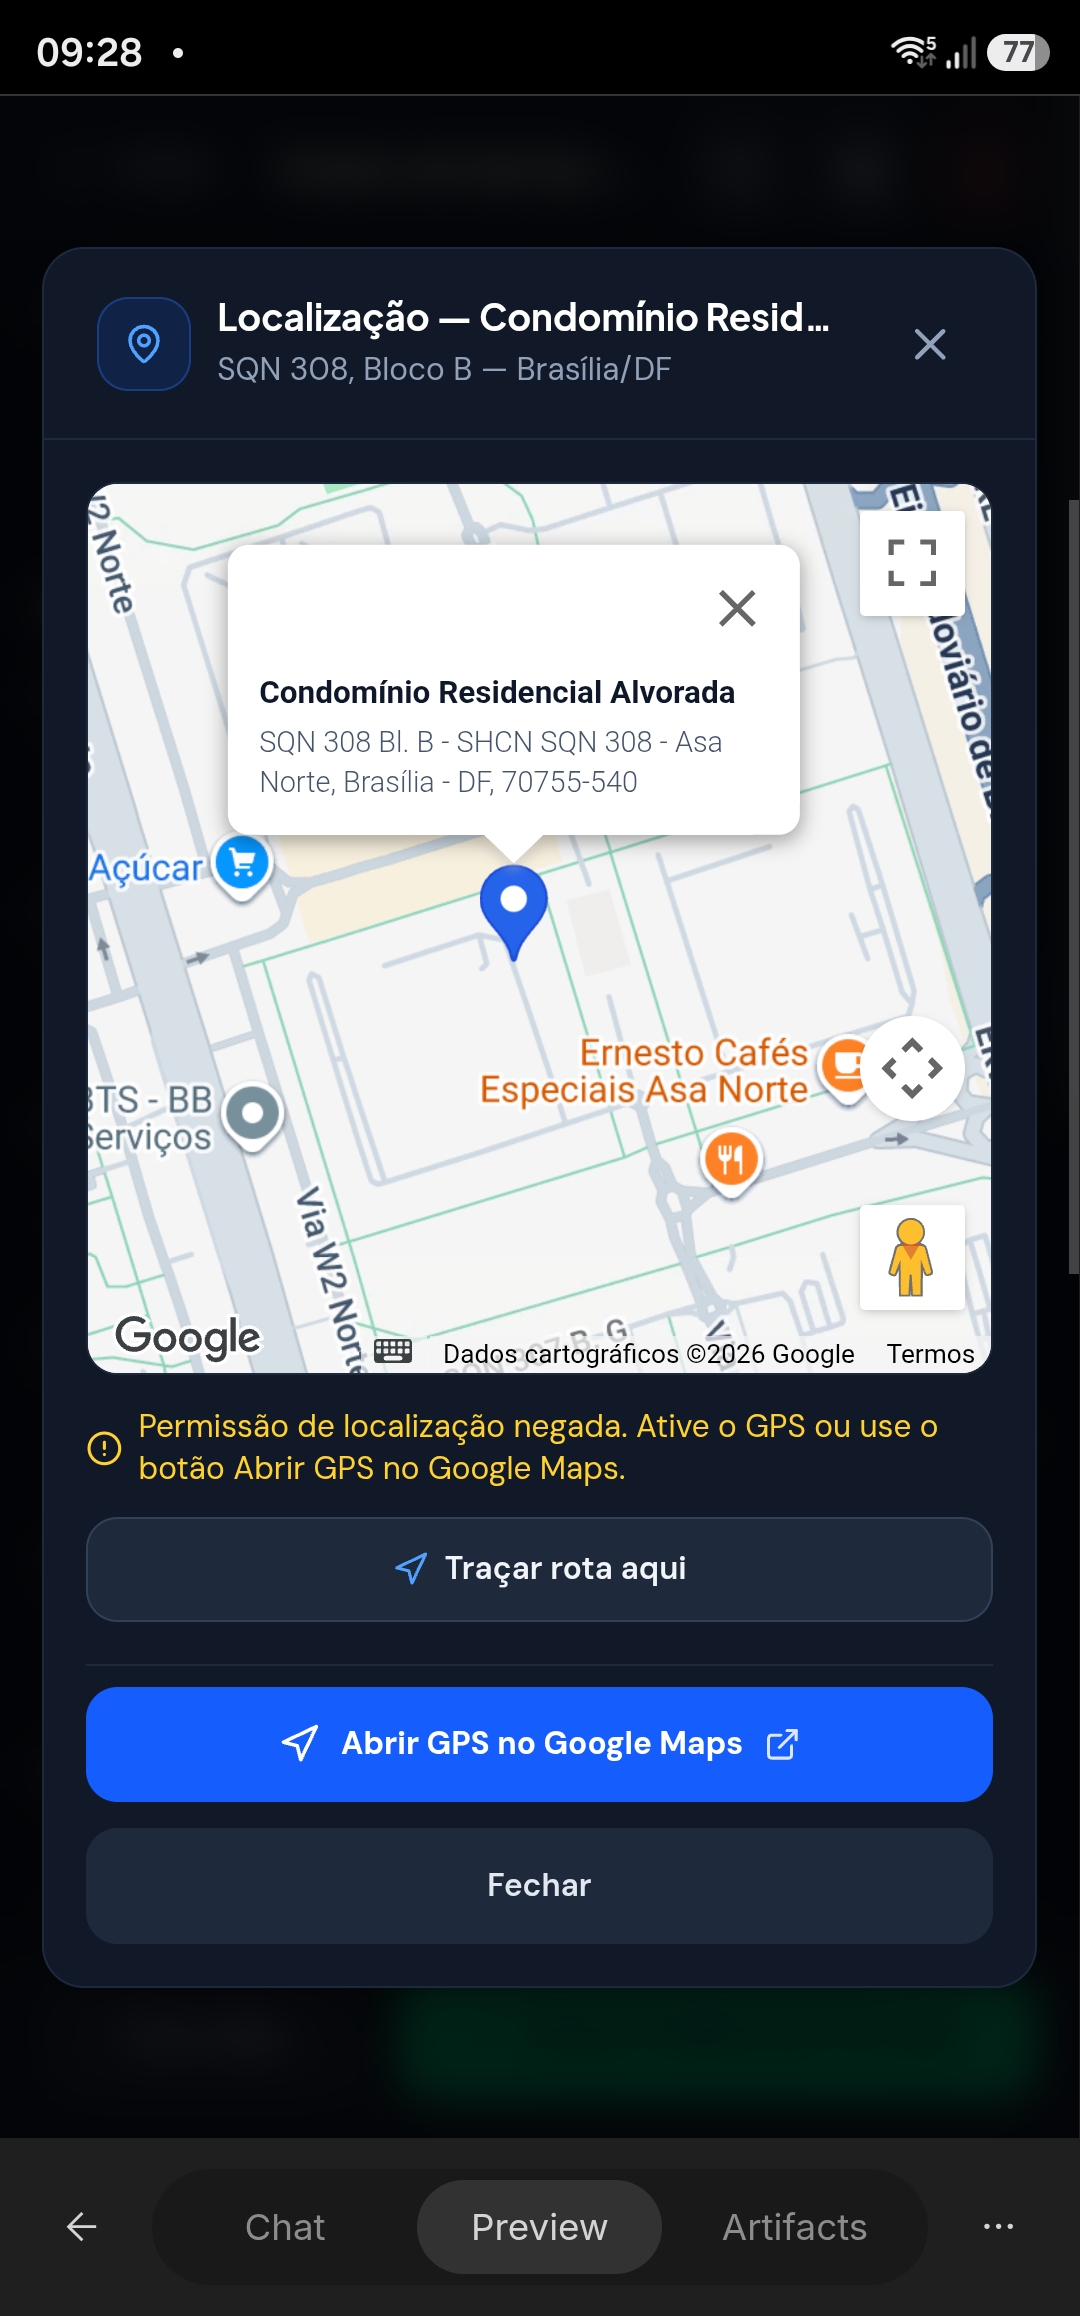 09:28
5
77
Localização — Condomínio Resid...
SQN 308, Bloco B — Brasília/DF
Norte
Condomínio Residencial Alvorada
SQN 308 Bl. B - SHCN SQN 308 - Asa
Norte, Brasília - DF, 70755-540
Açúcar
Ernesto Cafés
Especiais Asa Norte
TS - BB
erviços
Via W2 Norte
Google
Dados cartográficos ©2026 Google
Termos
Permissão de localização negada. Ative o GPS ou use o
botão Abrir GPS no Google Maps.
Traçar rota aqui
Abrir GPS no Google Maps
Fechar
Chat
Preview
Artifacts